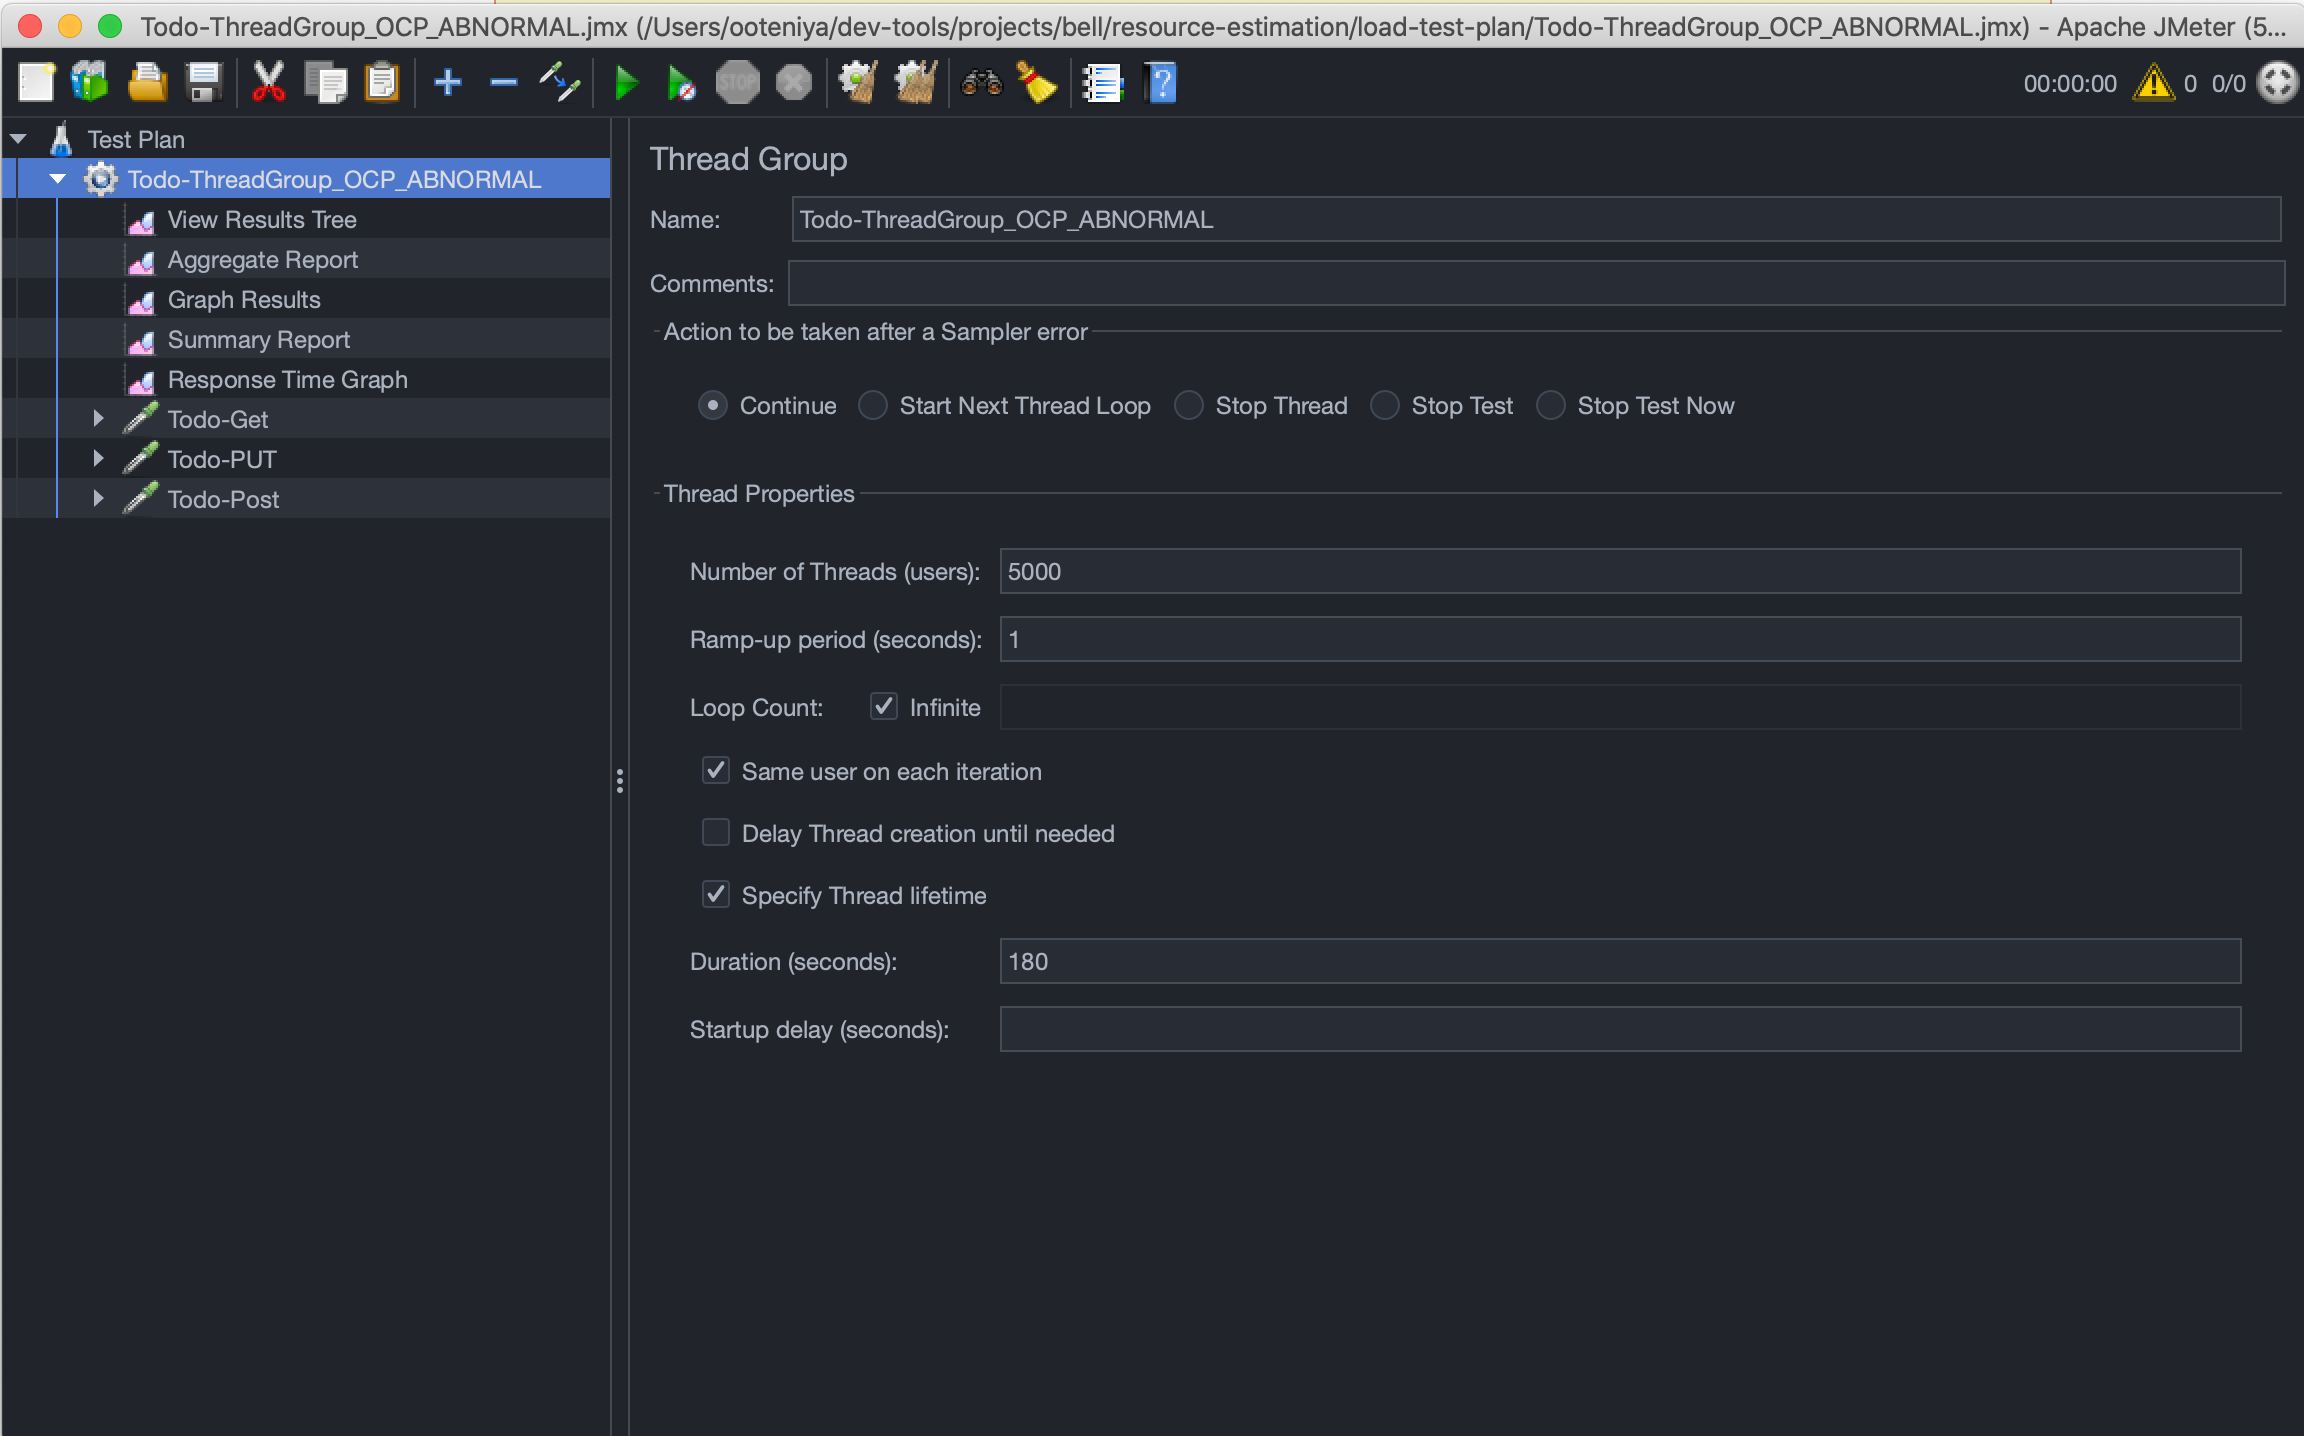 Todo-ThreadGroup_OCP_ABNORMAL.jmx (/Users/ooteniya/dev-tools/projects/bell/resource-estimation/load-test-plan/Todo-ThreadGroup_OCP_ABNORMAL.jmx) - Apache JMeter (5...
STOP
?
00:00:00 0 0/0
Test Plan
Todo-ThreadGroup_OCP_ABNORMAL
View Results Tree
Aggregate Report
Graph Results
Summary Report
Response Time Graph
Todo-Get
Todo-PUT
Todo-Post
Thread Group
Name: Todo-ThreadGroup_OCP_ABNORMAL
Comments:
Action to be taken after a Sampler error
Continue Start Next Thread Loop Stop Thread Stop Test Stop Test Now
Thread Properties
Number of Threads (users): 5000
Ramp-up period (seconds): 1
Loop Count: Infinite
Same user on each iteration
Delay Thread creation until needed
Specify Thread lifetime
Duration (seconds): 180
Startup delay (seconds):